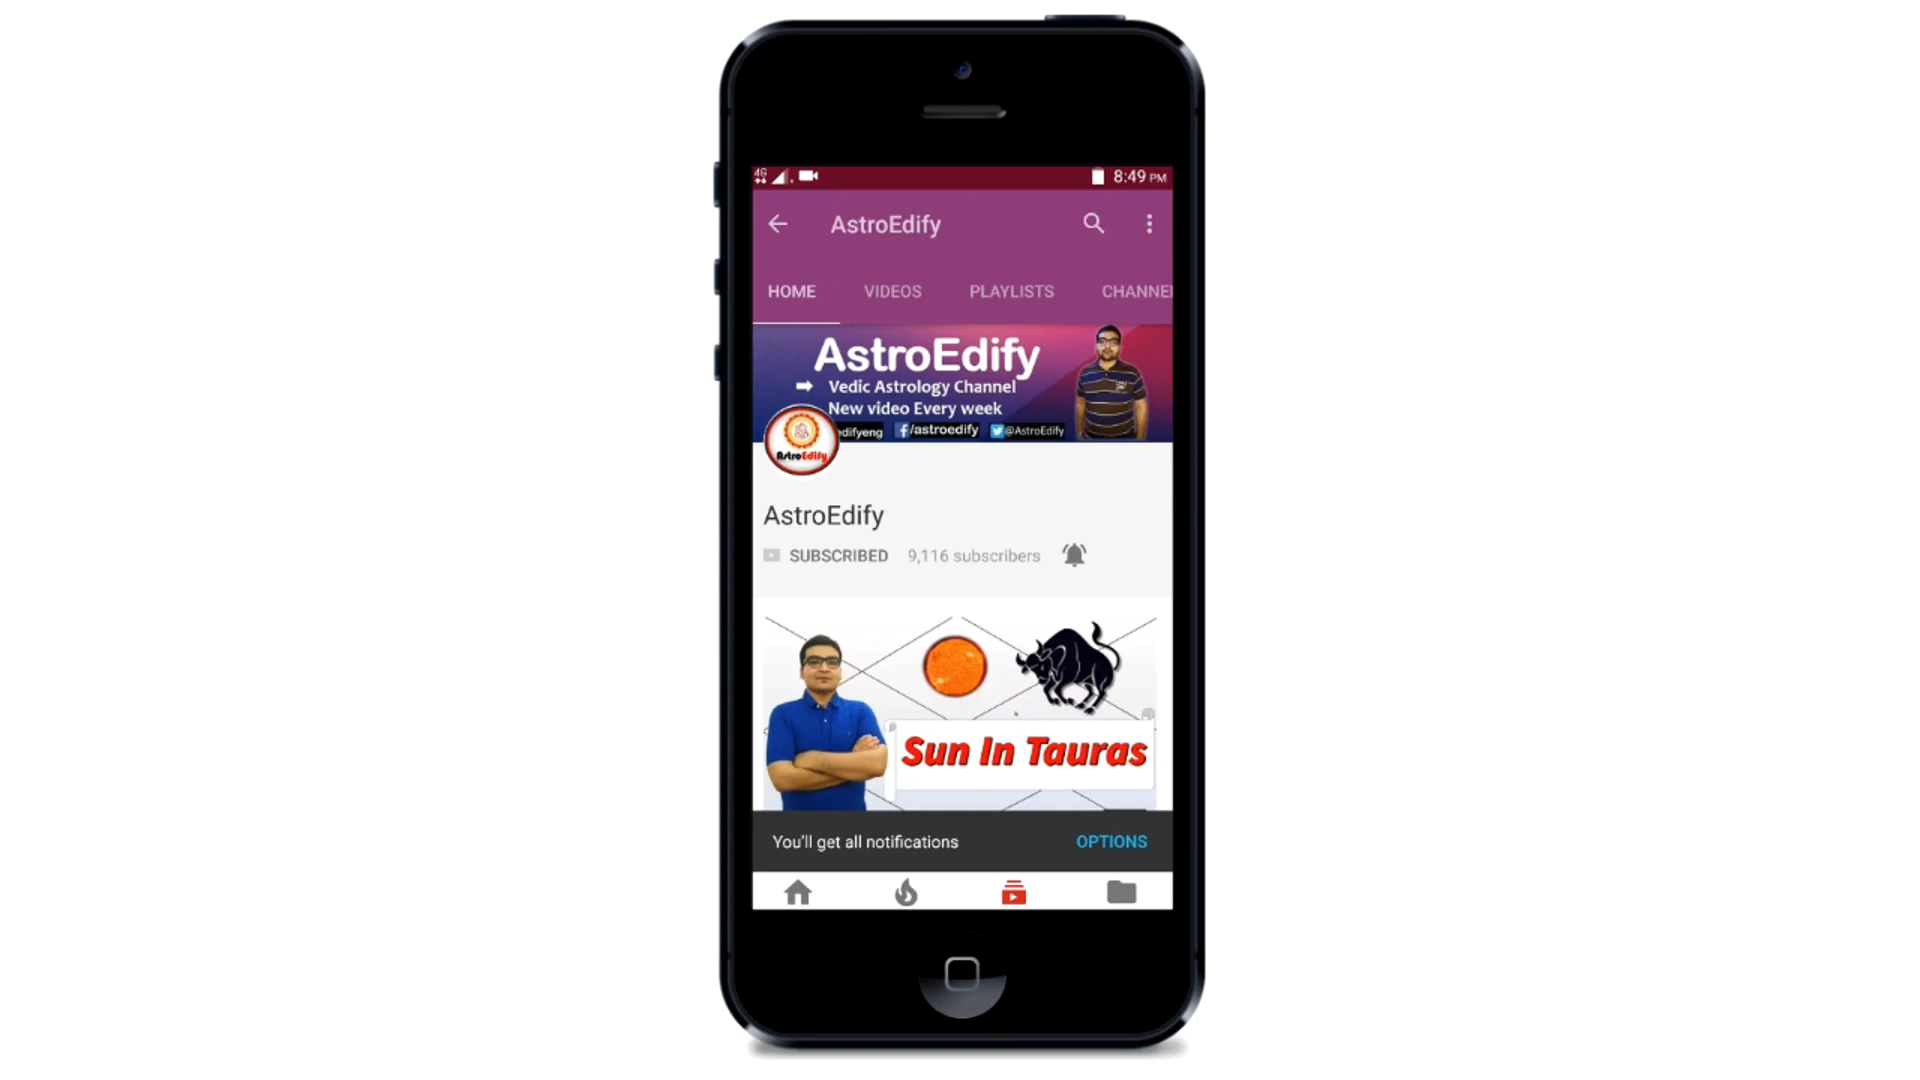 4G
8:49 PM
AstroEdify
HOME VIDEOS PLAYLISTS CHANNE
AstroEdify
Vedic Astrology Channel
New video Every week
edifyeng /astroedify @AstroEdify
AstroEdify
AstroEdify
SUBSCRIBED 9,116 subscribers
Sun In Tauras
You'll get all notifications OPTIONS